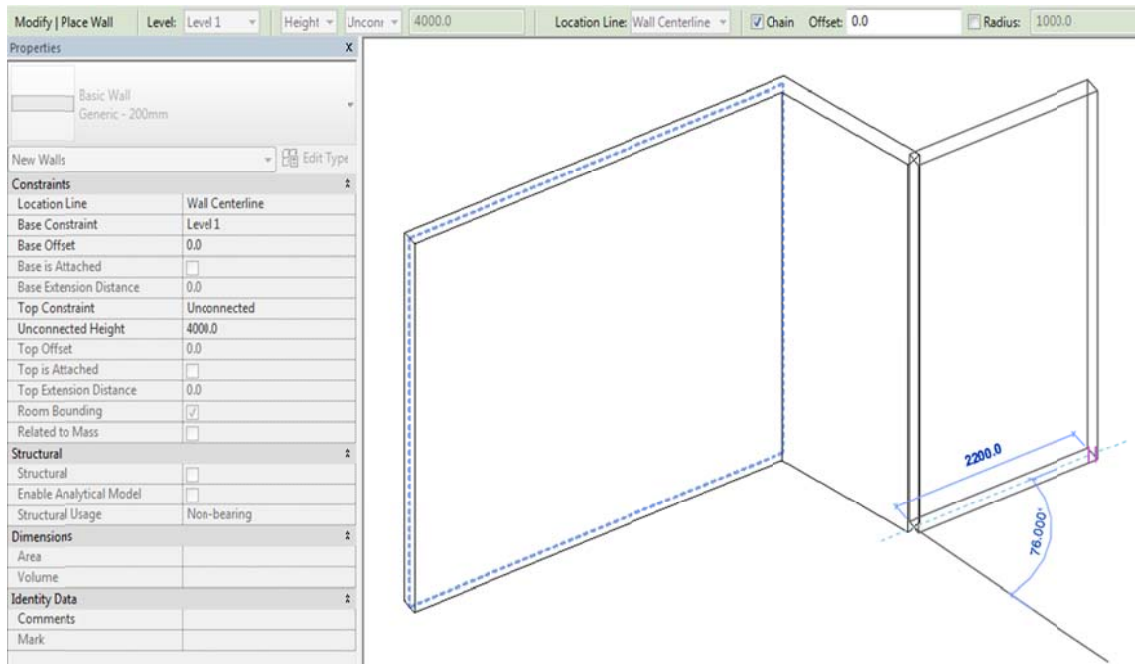 Modify | Place Wall Level: Level 1 Height Unconn 4000.0 Location Line: Wall Centerline Chain Offset: 0.0 Radius: 1000.0
Properties X
Basic Wall
Generic - 200mm
New Walls Edit Type
Constraints
Location Line Wall Centerline
Base Constraint Level 1
Base Offset 0.0
Base is Attached
Base Extension Distance 0.0
Top Constraint Unconnected
Unconnected Height 4000.0
Top Offset 0.0
Top is Attached
Top Extension Distance 0.0
Room Bounding
Related to Mass
Structural
Structural
Enable Analytical Model
Structural Usage Non-bearing
Dimensions
Area
Volume
Identity Data
Comments
Mark
2200.0
76.000°